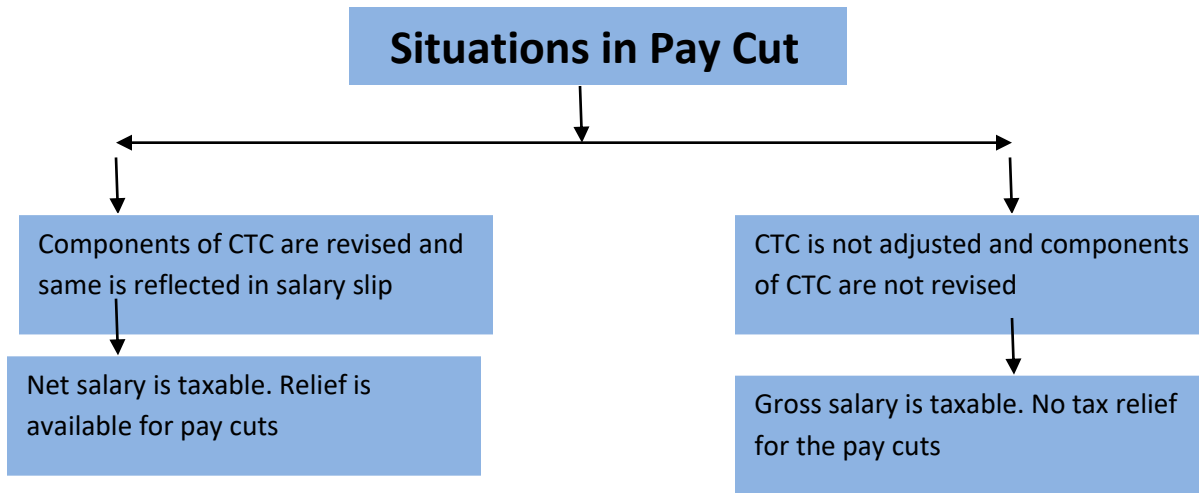 Situations in Pay Cut
Components of CTC are revised and
same is reflected in salary slip
Net salary is taxable. Relief is
available for pay cuts
CTC is not adjusted and components
of CTC are not revised
Gross salary is taxable. No tax relief
for the pay cuts